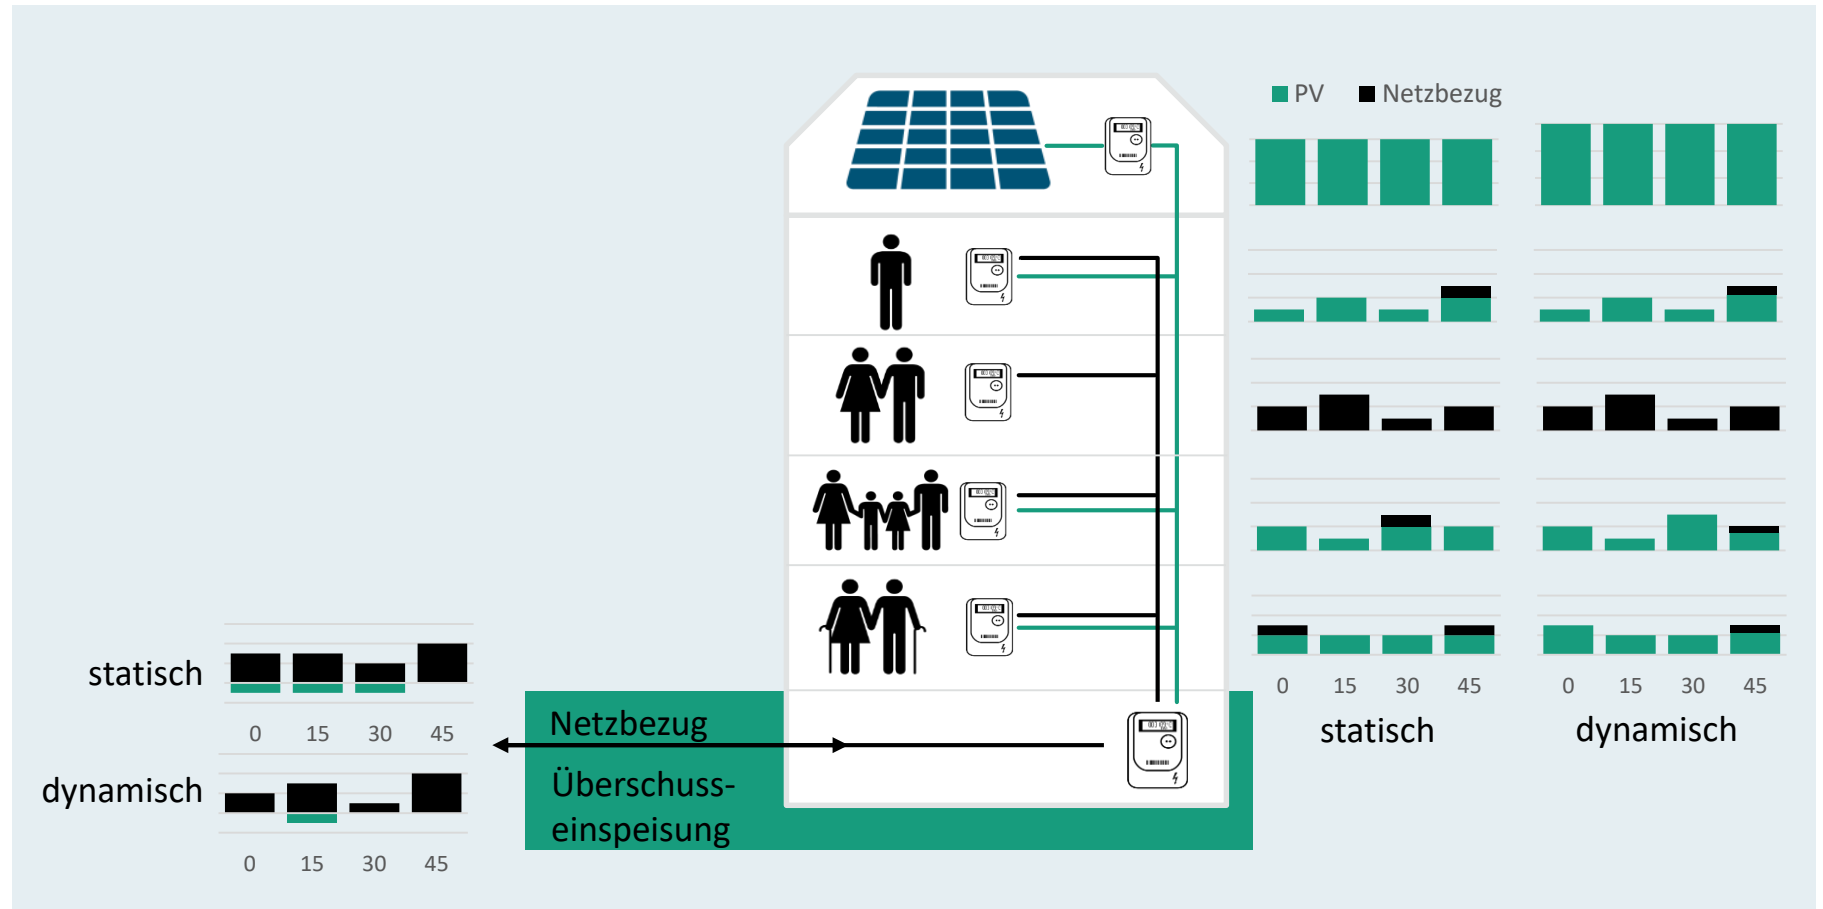 PV Netzbezug
statisch
0 15 30 45
dynamisch
0 15 30 45
Netzbezug
Überschuss-
einspeisung
0 15 30 45
statisch
0 15 30 45
dynamisch